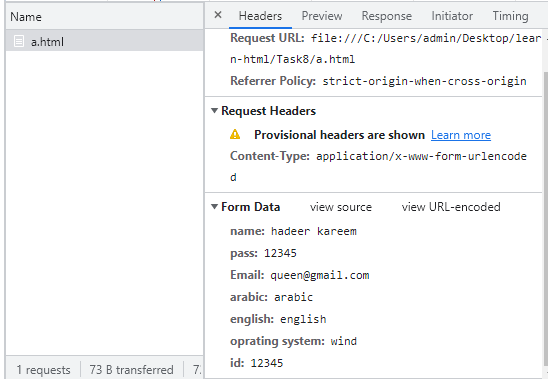 Name
a.html
1 requests
73 B transferred
7.
Headers
Preview
Response
Initiator
Timing
Request URL: file:///C:/Users/admin/Desktop/lear
n-html/Task8/a.html
Referrer Policy: strict-origin-when-cross-origin
Request Headers
Provisional headers are shown Learn more
Content-Type: application/x-www-form-urlencode
d
Form Data view source view URL-encoded
name: hadeer kareem
pass: 12345
Email: queen@gmail.com
arabic: arabic
english: english
oprating system: wind
id: 12345